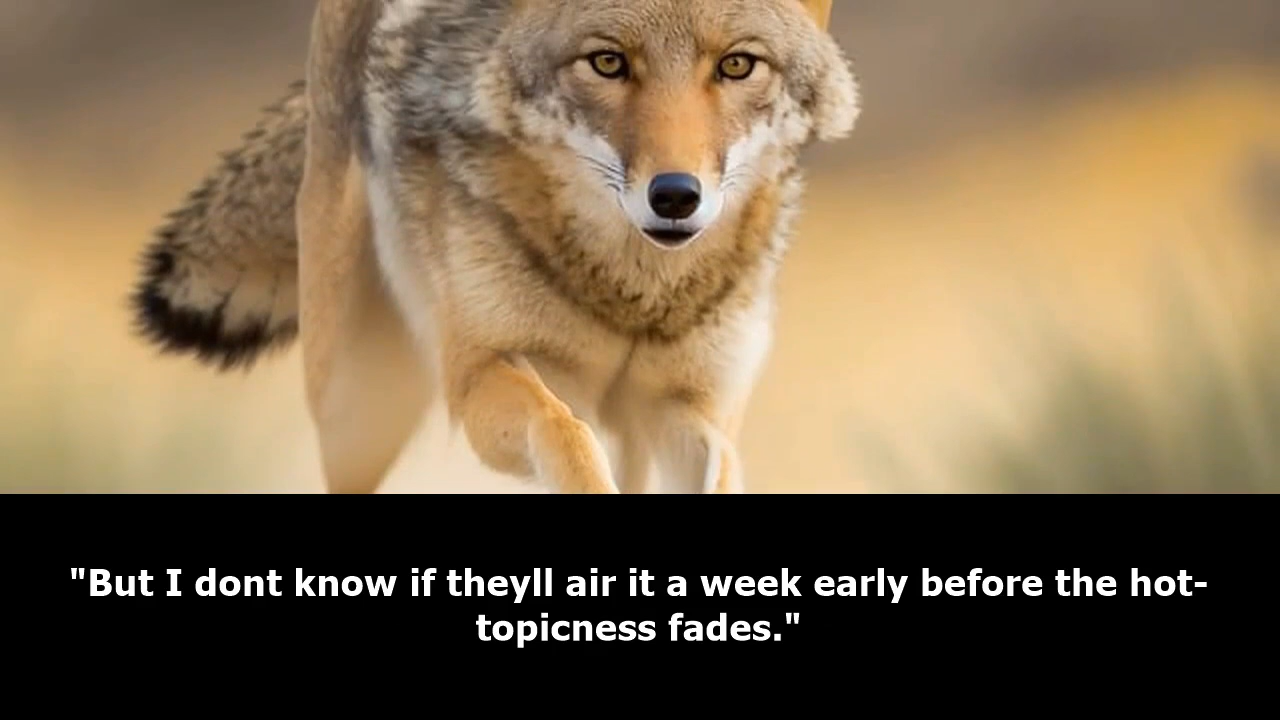 "But I dont know if theyll air it a week early before the hot-
topicness fades."